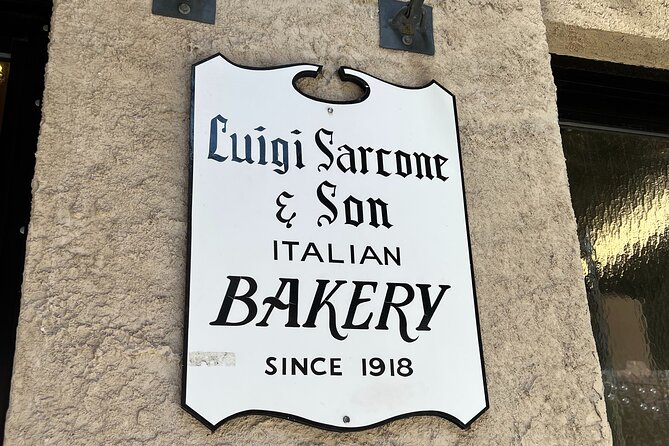 Luigi Sarcone
& Son
ITALIAN
BAKERY
SINCE 1918